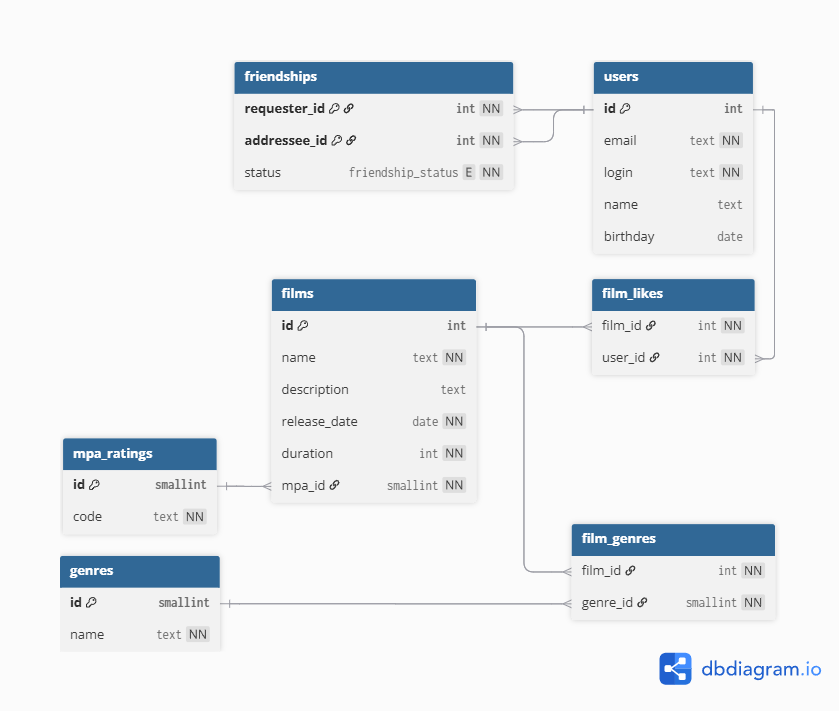 friendships
requester_id int NN
addressee_id int NN
status friendship_status E NN
users
id int
email text NN
login text NN
name text
birthday date
films
id int
name text NN
description text
release_date date NN
duration int NN
mpa_id smallint NN
film_likes
film_id int NN
user_id int NN
mpa_ratings
id smallint
code text NN
genres
id smallint
name text NN
film_genres
film_id int NN
genre_id smallint NN
dbdiagram.io